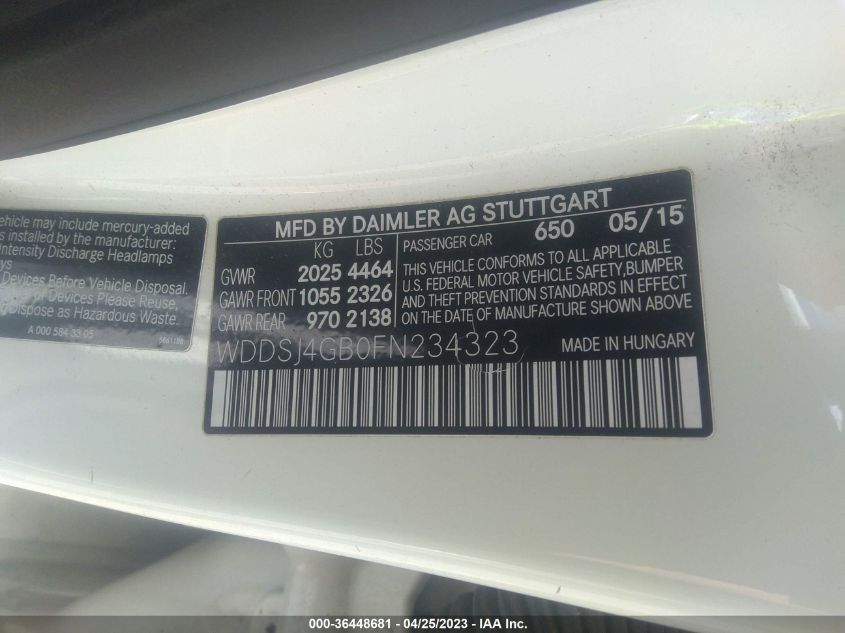 ehicle may include mercury-added
s installed by the manufacturer:
Intensity Discharge Headlamps
ys
Devices Before Vehicle Disposal.
of Devices Please Reuse,
Dispose as Hazardous Waste.
A 000 584 33 05
MFD BY DAIMLER AG STUTTGART
KG LBS
GVWR 2025 4464
GAWR FRONT 1055 2326
GAWR REAR 970 2138
PASSENGER CAR 650 05/15
THIS VEHICLE CONFORMS TO ALL APPLICABLE
U.S. FEDERAL MOTOR VEHICLE SAFETY, BUMPER
AND THEFT PREVENTION STANDARDS IN EFFECT
ON THE DATE OF MANUFACTURE SHOWN ABOVE
WDDSJ4GB0FN234323
MADE IN HUNGARY
000-36448681 - 04/25/2023 - IAA Inc.